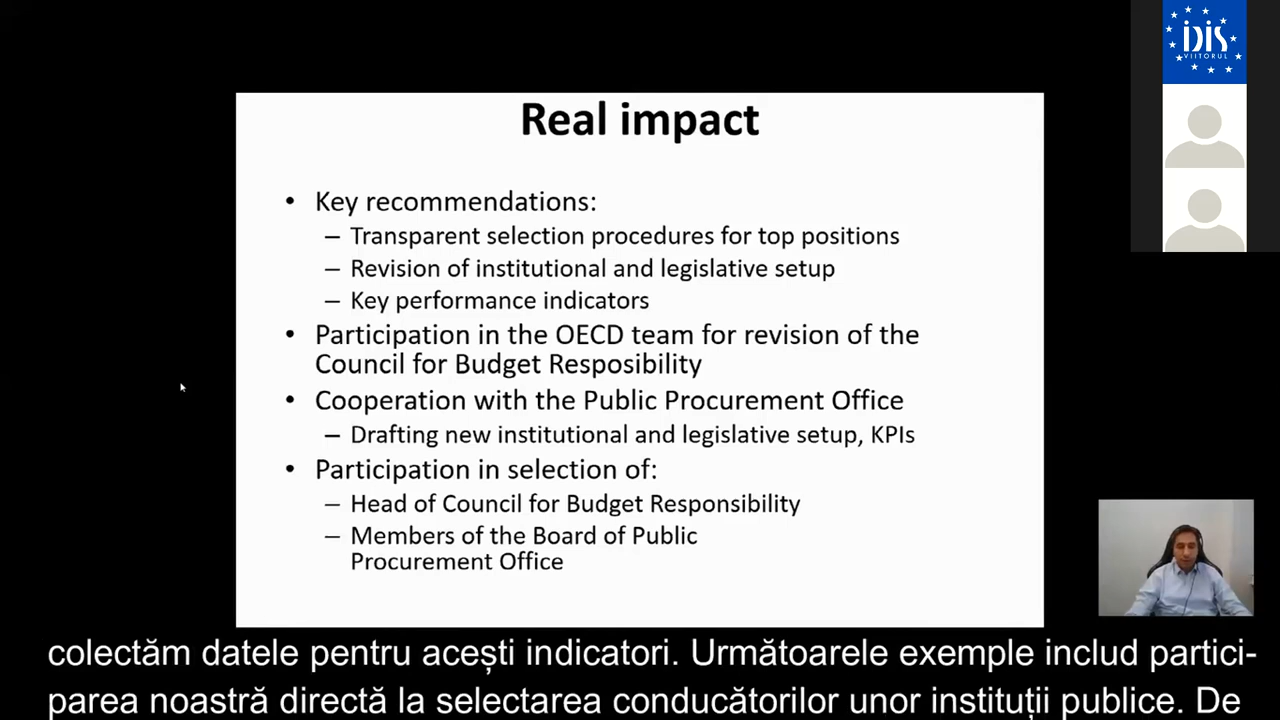 idis
VIITORUL
Real impact
• Key recommendations:
– Transparent selection procedures for top positions
– Revision of institutional and legislative setup
– Key performance indicators
• Participation in the OECD team for revision of the
Council for Budget Resposibility
• Cooperation with the Public Procurement Office
– Drafting new institutional and legislative setup, KPIs
• Participation in selection of:
– Head of Council for Budget Responsibility
– Members of the Board of Public
Procurement Office
colectăm datele pentru acești indicatori. Următoarele exemple includ partici-
parea noastră directă la selectarea conducătorilor unor instituții publice. De